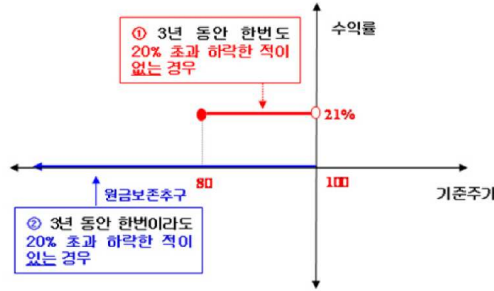 ① 3년 동안 한번도
20% 초과 하락한 적이
없는 경우
수익률
21%
80
100
기준주가
원금보존추구
② 3년 동안 한번이라도
20% 초과 하락한 적이
있는 경우